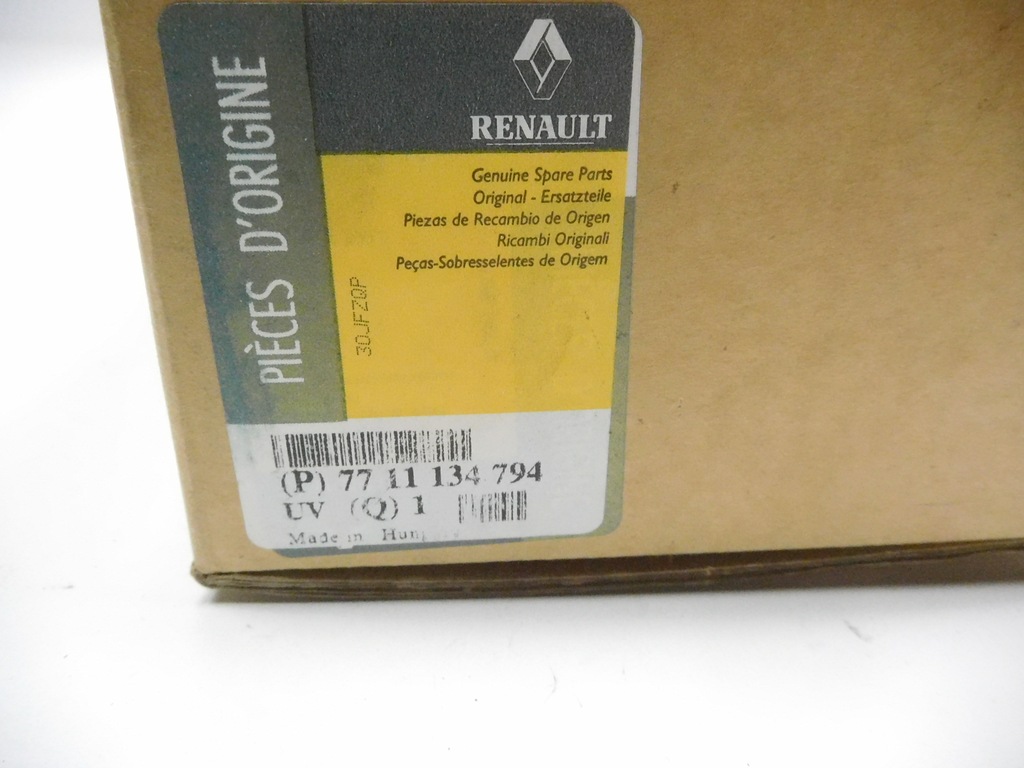 PIÈCES D'ORIGINE
RENAULT
Genuine Spare Parts
Original - Ersatzteile
Piezas de Recambio de Origen
Ricambi Originali
Peças-Sobresselentes de Origem
30JFZQP
(P) 77 11 134 794
UV (Q) 1
Made in